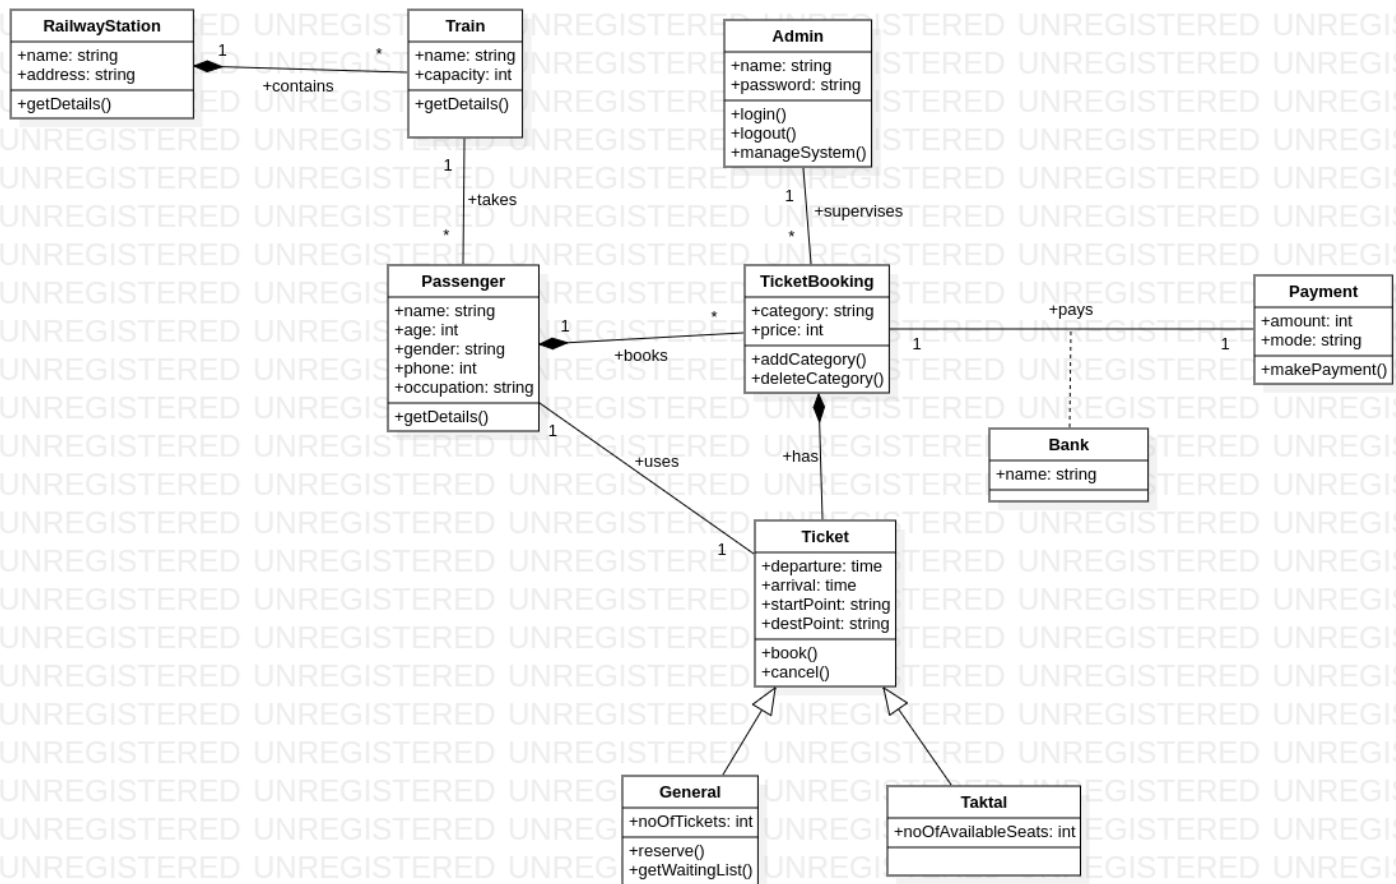 RailwayStation
+name: string
+address: string
+getDetails()
1
*
+contains
Train
+name: string
+capacity: int
+getDetails()
Admin
+name: string
+password: string
+login()
+logout()
+manageSystem()
1
+takes
*
1
+supervises
*
Passenger
+name: string
+age: int
+gender: string
+phone: int
+occupation: string
+getDetails()
1
*
+books
TicketBooking
+category: string
+price: int
+addCategory()
+deleteCategory()
+pays
1
1
Payment
+amount: int
+mode: string
+makePayment()
Bank
+name: string
1
+uses
1
+has
Ticket
+departure: time
+arrival: time
+startPoint: string
+destPoint: string
+book()
+cancel()
General
+noOfTickets: int
+reserve()
+getWaitingList()
Taktal
+noOfAvailableSeats: int
UNREGISTERED UNREGISTERED UNREGISTERED UNREGISTERED UNREGISTERED